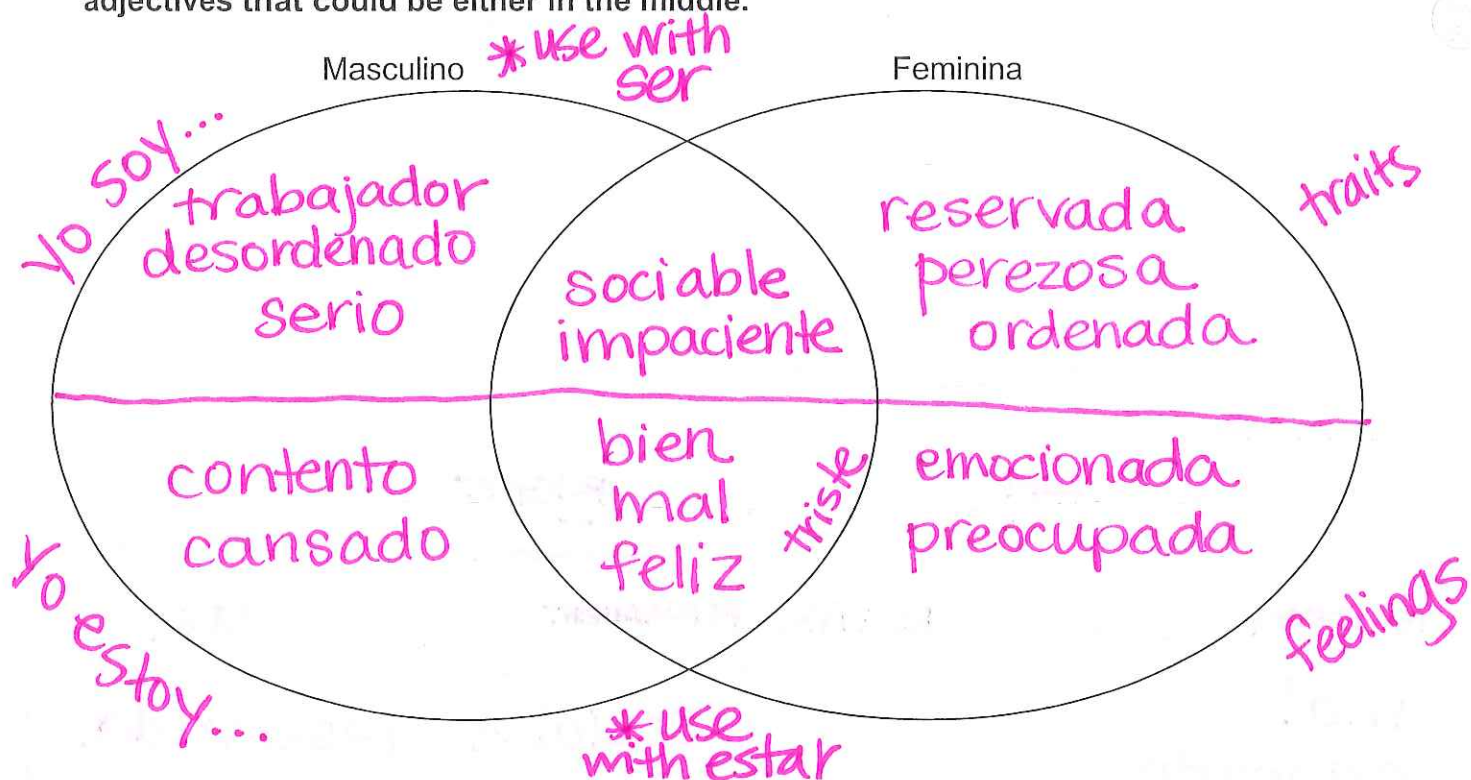 adjectives that could be either in the middle.
*use with
ser
Masculino
Feminina
Yo soy...
trabajador
desordenado
serio
sociable
impaciente
reservada
perezosa
ordenada
traits
contento
cansado
bien
mal
feliz
triste
emocionada
preocupada
Yo estoy...
feelings
*use
with estar